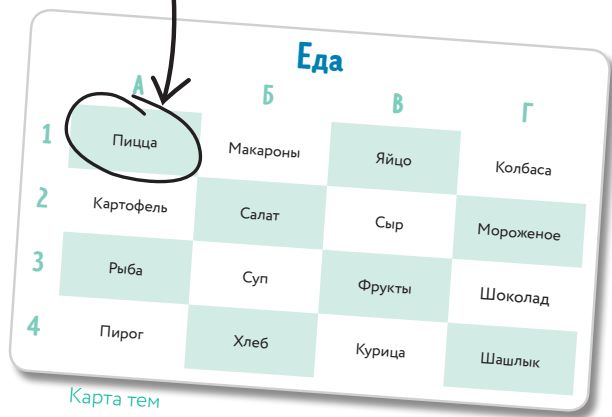 Еда
А Б В Г
1 Пицца Макароны Яйцо Колбаса
2 Картофель Салат Сыр Мороженое
3 Рыба Суп Фрукты Шоколад
4 Пирог Хлеб Курица Шашлык
Карта тем